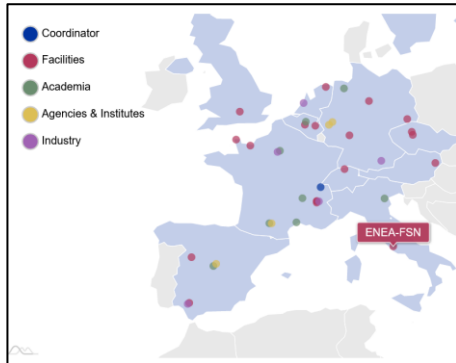 Coordinator
Facilities
Academia
Agencies & Institutes
Industry
ENEA-FSN